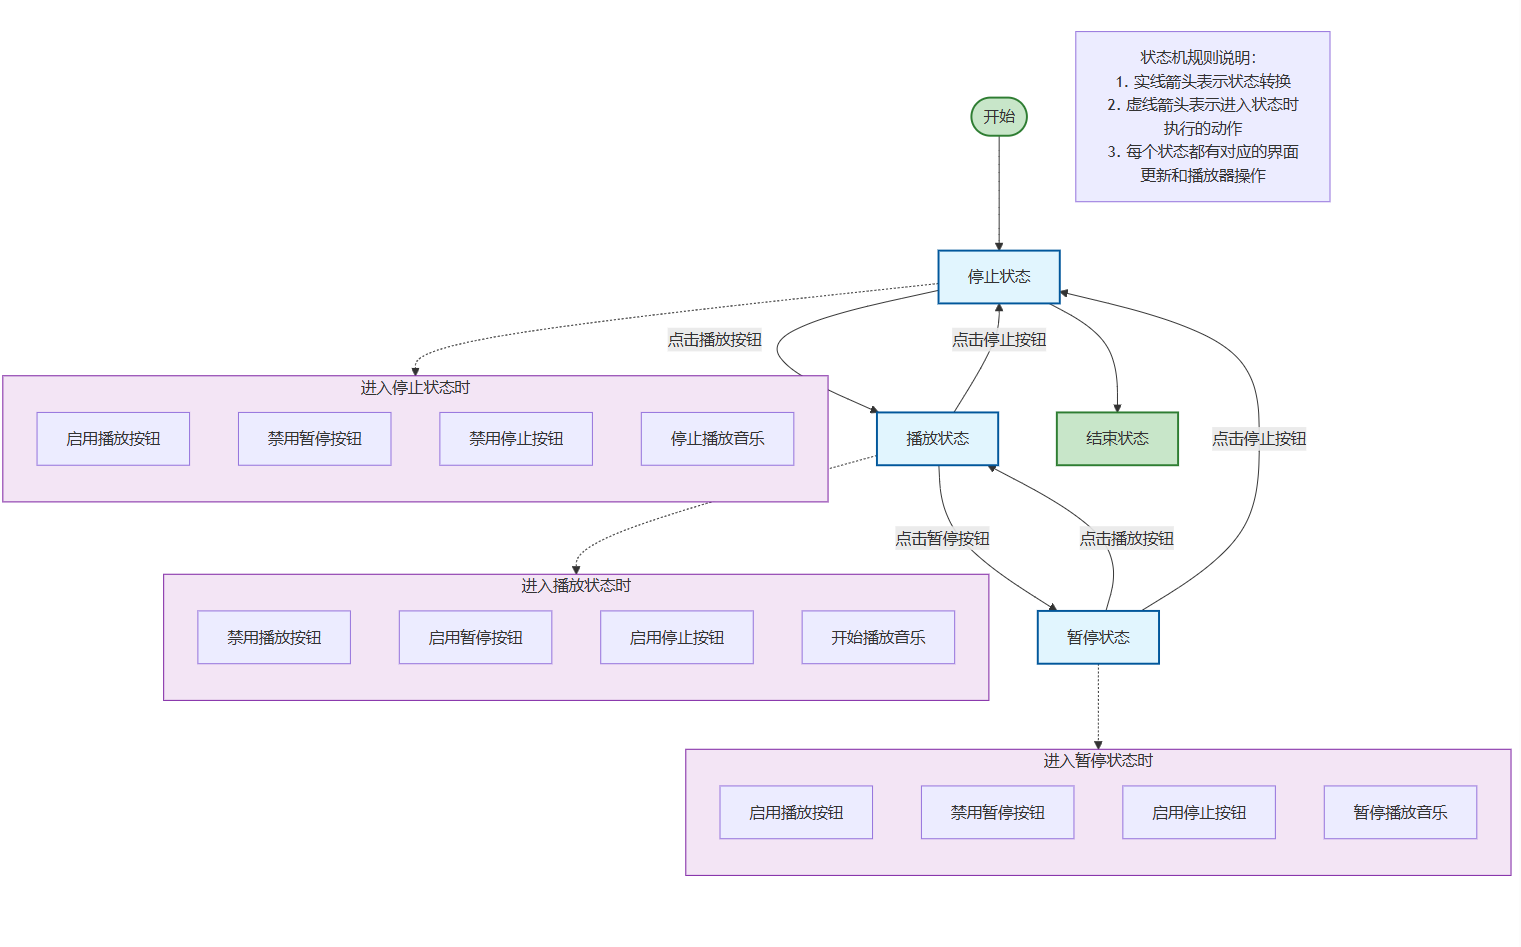 状态机规则说明：
1. 实线箭头表示状态转换
2. 虚线箭头表示进入状态时
执行的动作
3. 每个状态都有对应的界面
更新和播放器操作
开始
停止状态
点击播放按钮
点击停止按钮
进入停止状态时
启用播放按钮
禁用暂停按钮
禁用停止按钮
停止播放音乐
播放状态
结束状态
点击停止按钮
点击暂停按钮
点击播放按钮
进入播放状态时
禁用播放按钮
启用暂停按钮
启用停止按钮
开始播放音乐
暂停状态
进入暂停状态时
启用播放按钮
禁用暂停按钮
启用停止按钮
暂停播放音乐